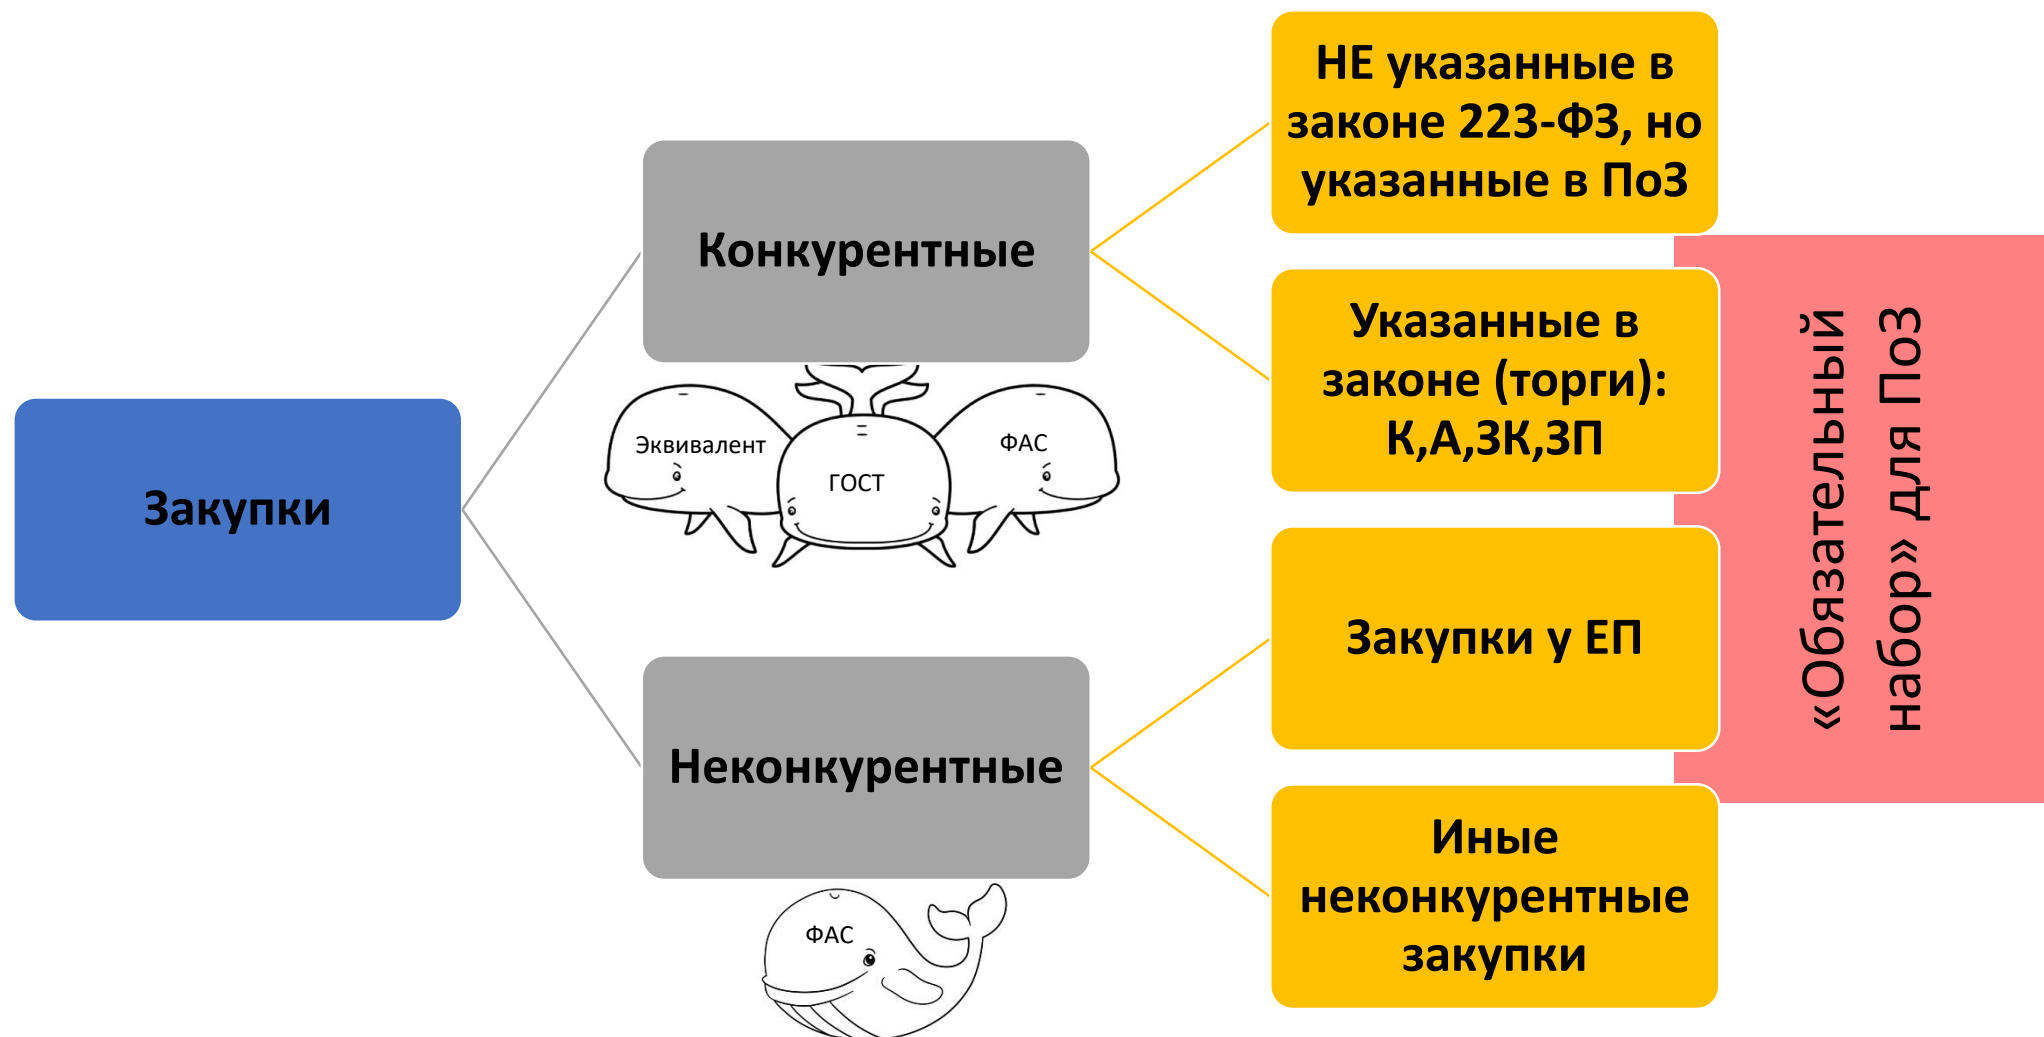 Закупки
Конкурентные
Эквивалент
ГОСТ
ФАС
Неконкурентные
ФАС
НЕ указанные в
законе 223-ФЗ, но
указанные в ПоЗ
Указанные в
законе (торги):
К,А,ЗК,ЗП
Закупки у ЕП
Иные
неконкурентные
закупки
«Обязательный
набор» для ПоЗ